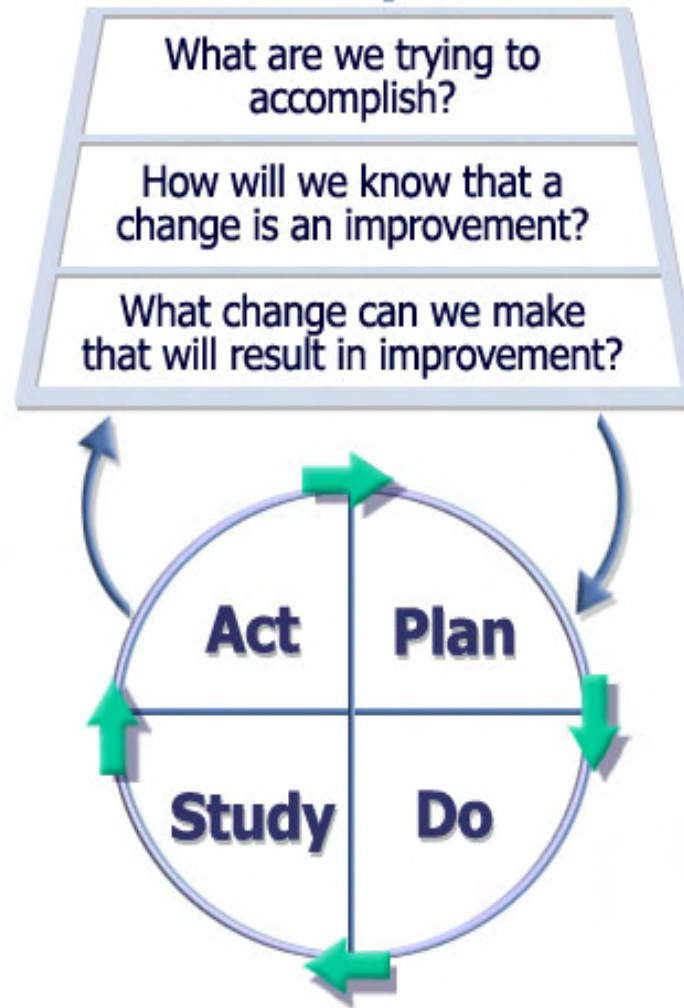 What are we trying to
accomplish?
How will we know that a
change is an improvement?
What change can we make
that will result in improvement?
Act
Plan
Study
Do